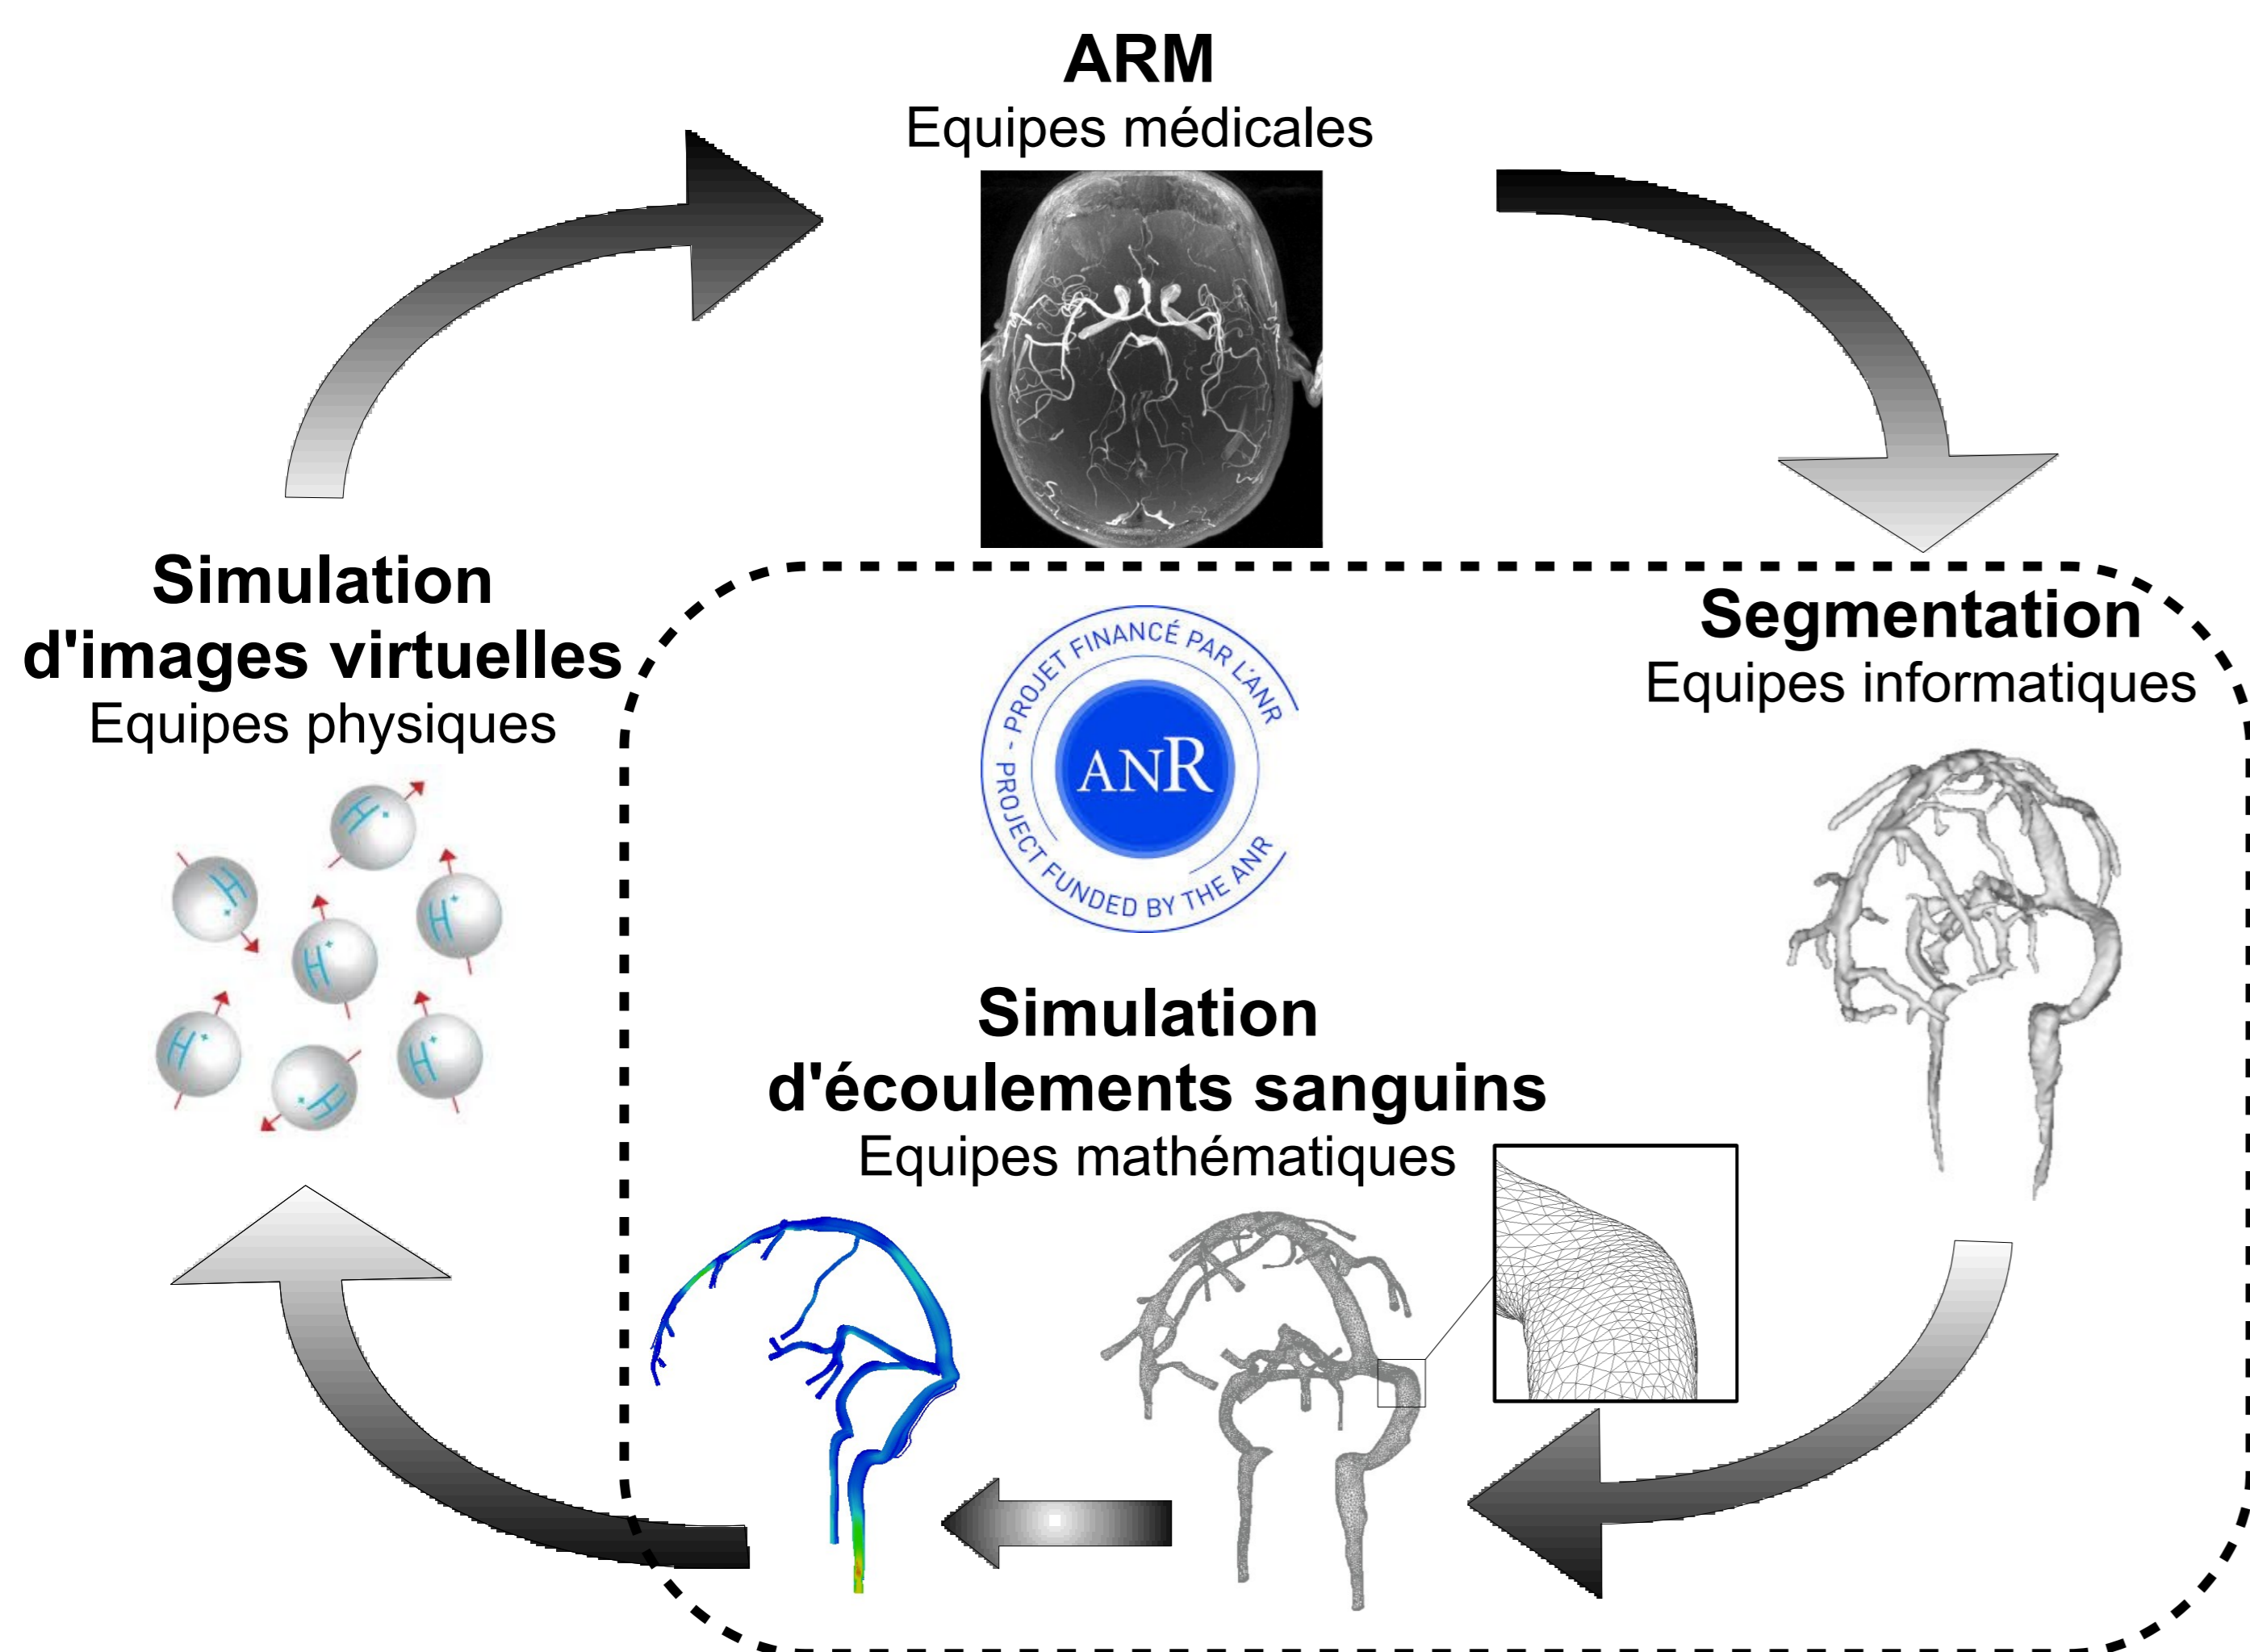 ARM
Equipes médicales
Simulation
d'images virtuelles
Equipes physiques
Segmentation
Equipes informatiques
- PROJET FINANCÉ PAR L'ANR
ANR
PROJECT FUNDED BY THE ANR
H+
H+
H+
H+
H+
H+
H+
Simulation
d'écoulements sanguins
Equipes mathématiques